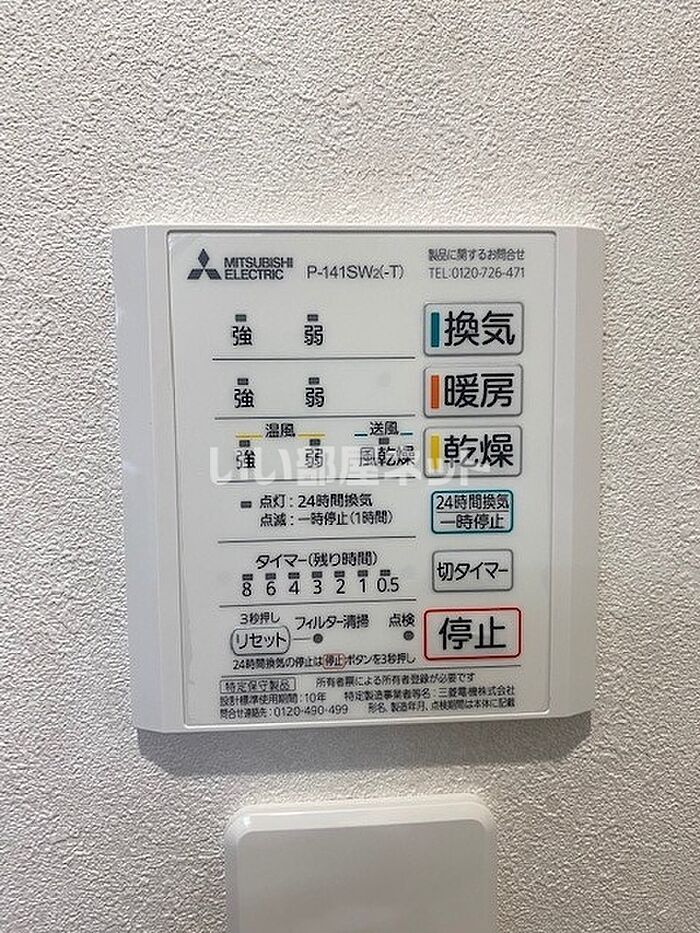 MITSUBISHI
ELECTRIC
P-141SW2(-T)
製品に関するお問合せ
TEL:0120-726-471
強 弱 換気
強 弱 暖房
温風 送風
強 弱 風乾燥 乾燥
いい部屋ネット
点灯:24時間換気
点滅:一時停止(1時間)
24時間換気
一時停止
タイマー(残り時間)
8 6 4 3 2 1 0.5
切タイマー
3秒押し
リセット フィルター清掃 点検
停止
24時間換気の停止は停止ボタンを3秒押し
特定保守製品 所有者票による所有者登録が必要です
設計標準使用期間:10年 特定製造事業者等名:三菱電機株式会社
問合せ連絡先:0120-490-499 形名、製造年月、点検期間は本体に記載